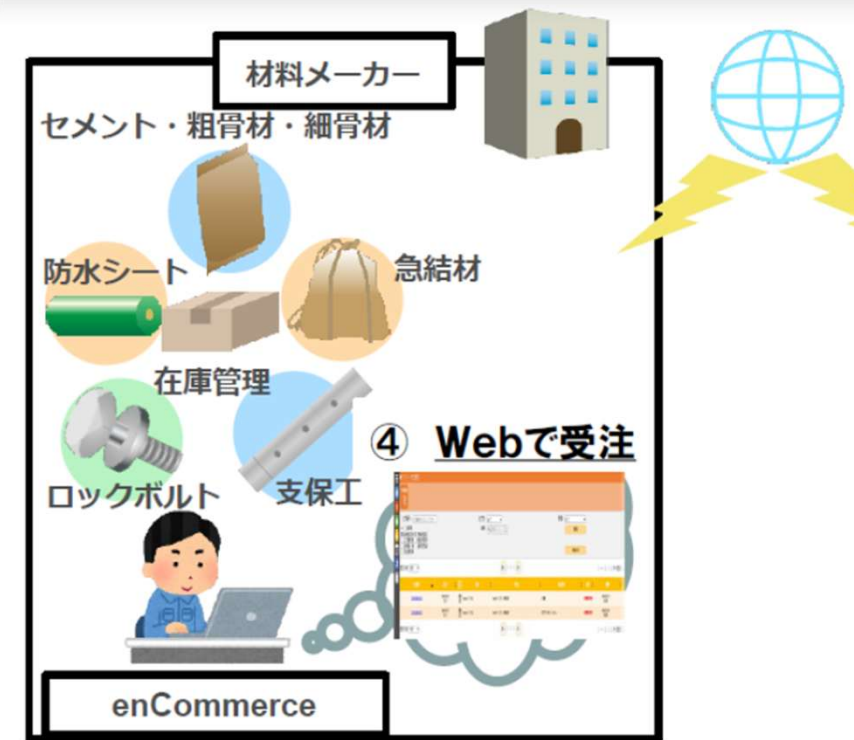 材料メーカー
セメント・粗骨材・細骨材
防水シート
急結材
在庫管理
④ Webで受注
ロックボルト
支保工
enCommerce